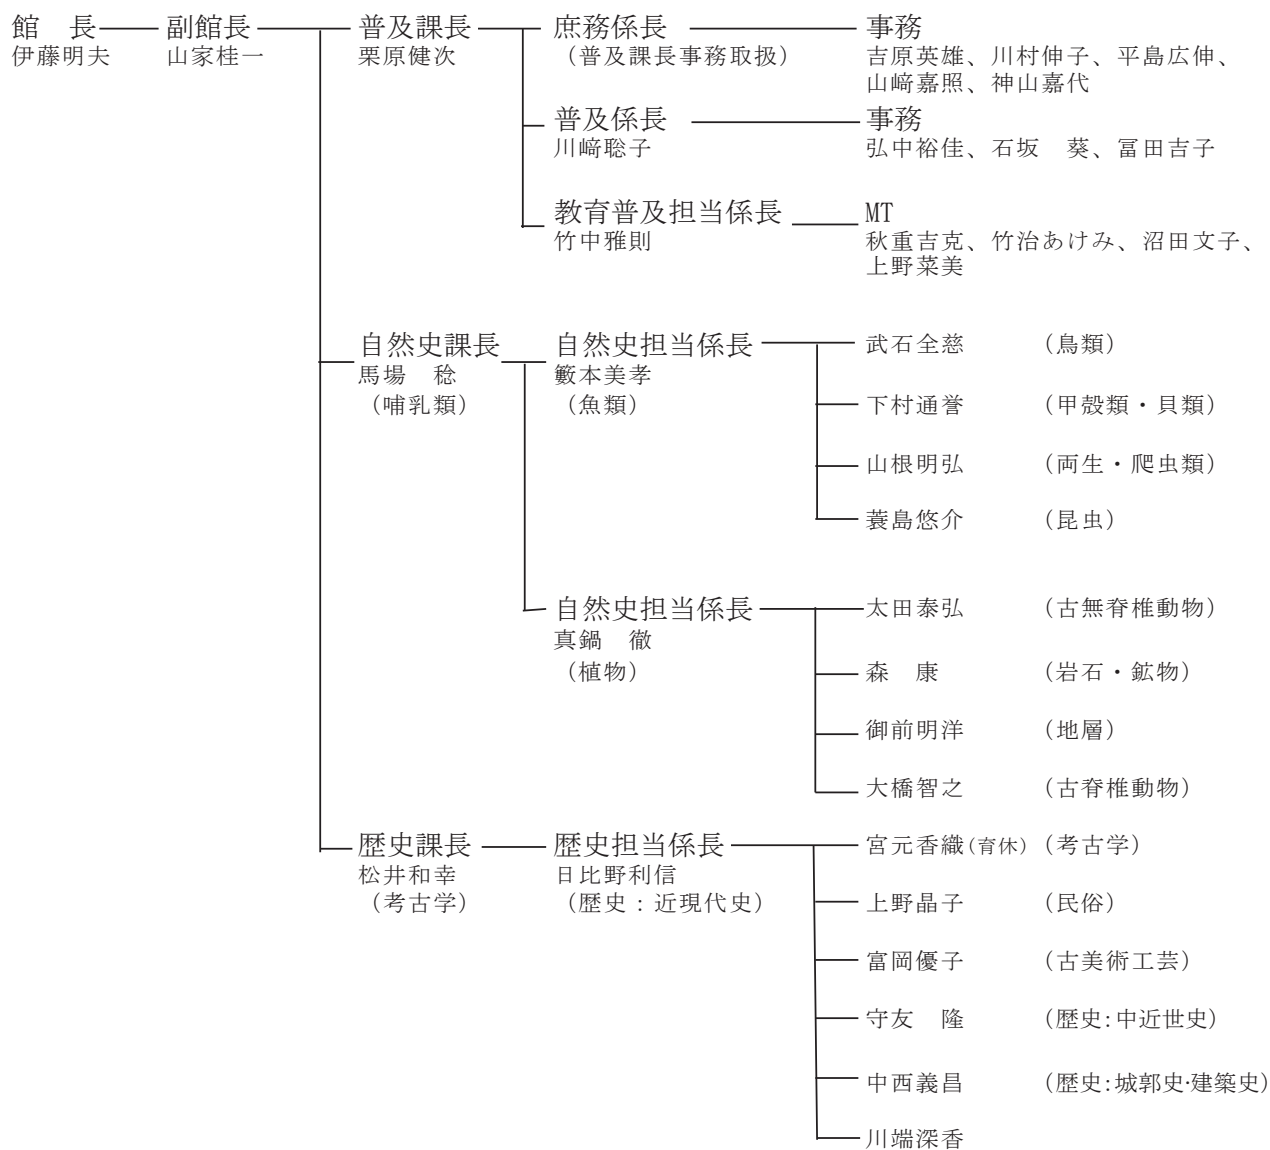 館　長　副館長　普及課長　庶務係長　事務
伊藤明夫　山家桂一　栗原健次　（普及課長事務取扱）　吉原英雄、川村伸子、平島広伸、
山﨑嘉照、神山嘉代
普及係長　事務
川﨑聡子　弘中裕佳、石坂　葵、冨田吉子
教育普及担当係長　MT
竹中雅則　秋重吉克、竹治あけみ、沼田文子、
上野菜美
自然史課長　自然史担当係長　武石全慈　（鳥類）
馬場　稔　籔本美孝
（哺乳類）　（魚類）　下村通誉　（甲殻類・貝類）
山根明弘　（両生・爬虫類）
蓑島悠介　（昆虫）
自然史担当係長　太田泰弘　（古無脊椎動物）
真鍋　徹
（植物）　森　康　（岩石・鉱物）
御前明洋　（地層）
大橋智之　（古脊椎動物）
歴史課長　歴史担当係長　宮元香織(育休)　（考古学）
松井和幸　日比野利信
（考古学）　（歴史：近現代史）　上野晶子　（民俗）
富岡優子　（古美術工芸）
守友　隆　（歴史:中近世史）
中西義昌　（歴史:城郭史·建築史）
川端深香